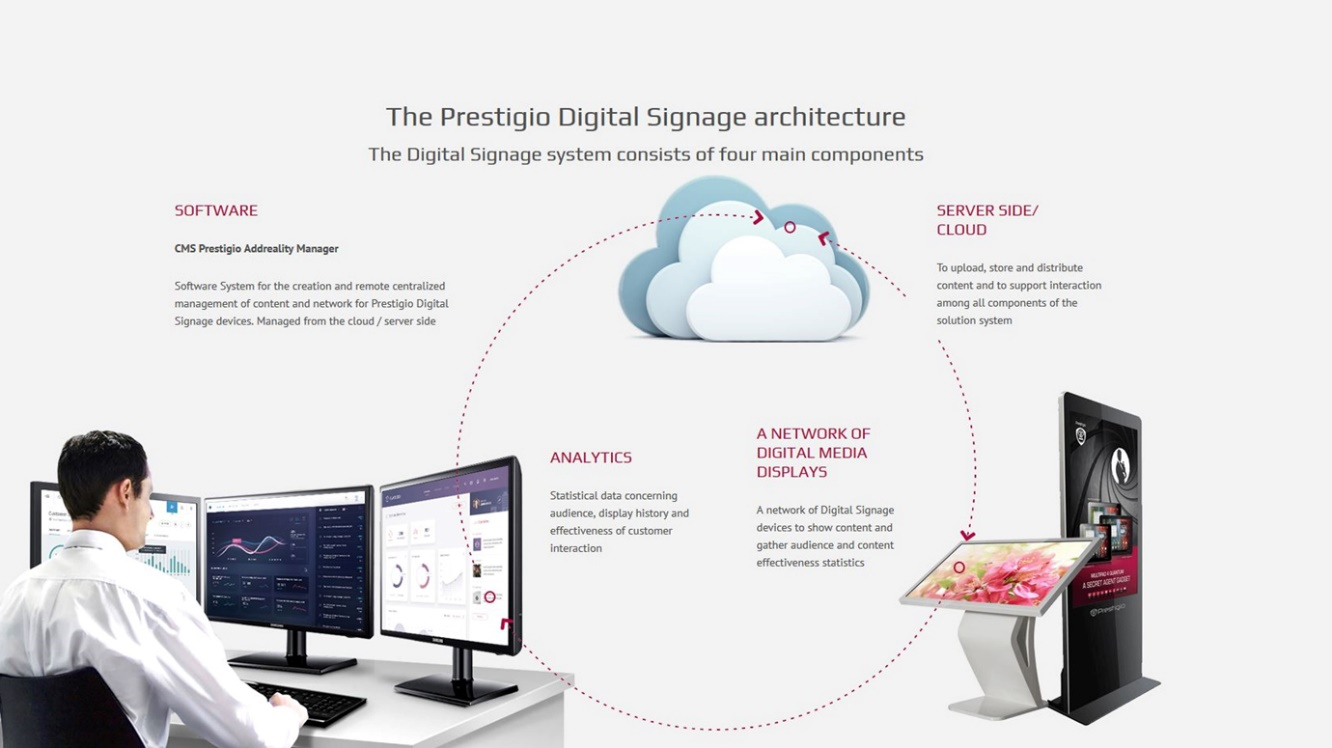 The Prestigio Digital Signage architecture
The Digital Signage system consists of four main components
SOFTWARE
CMS Prestigio Addreality Manager
Software System for the creation and remote centralized
management of content and network for Prestigio Digital
Signage devices. Managed from the cloud / server side
SERVER SIDE/
CLOUD
To upload, store and distribute
content and to support interaction
among all components of the
solution system
ANALYTICS
Statistical data concerning
audience, display history and
effectiveness of customer
interaction
A NETWORK OF
DIGITAL MEDIA
DISPLAYS
A network of Digital Signage
devices to show content and
gather audience and content
effectiveness statistics
A SECRET AGENT GADGET
Prestigio